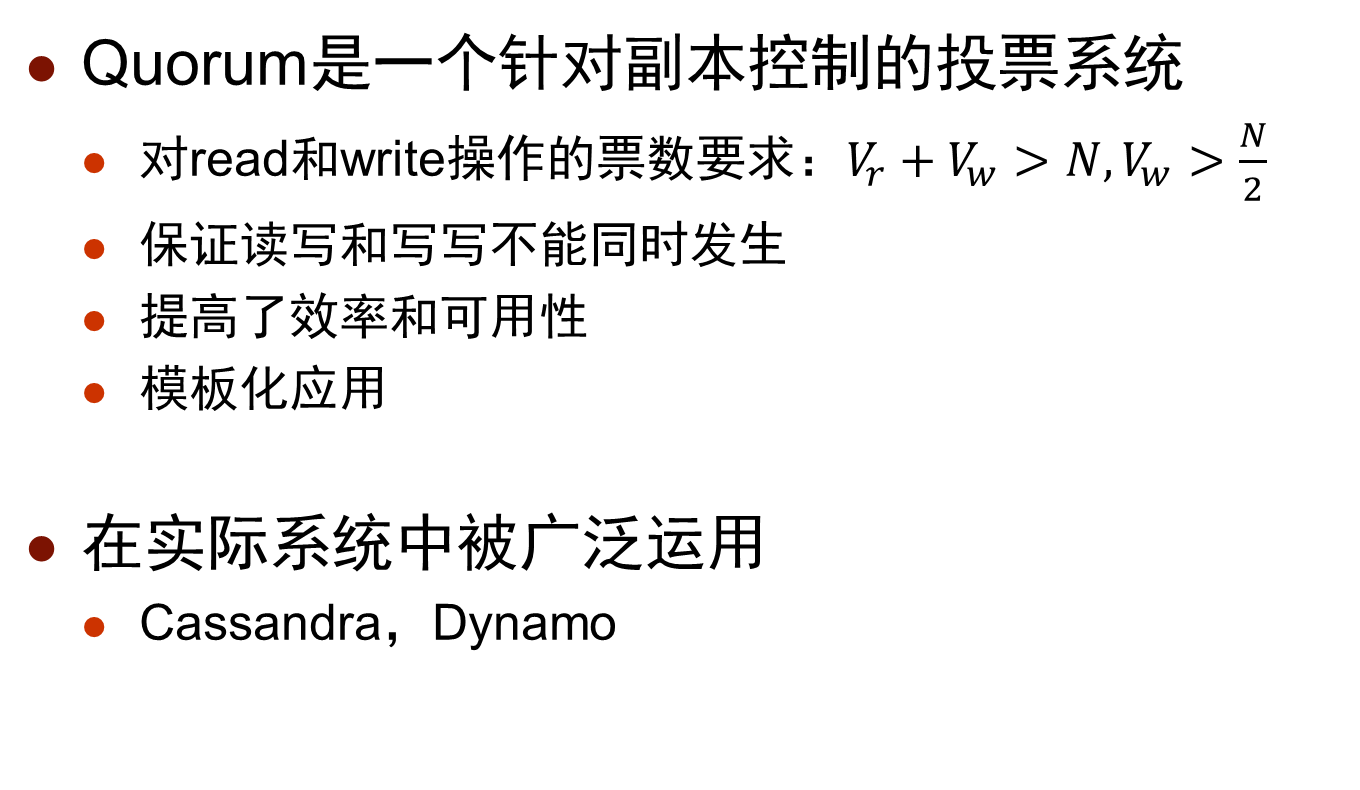 Quorum是一个针对副本控制的投票系统
对read和write操作的票数要求：$V_r + V_w > N, V_w > \frac{N}{2}$
保证读写和写写不能同时发生
提高了效率和可用性
模板化应用
在实际系统中被广泛运用
Cassandra，Dynamo